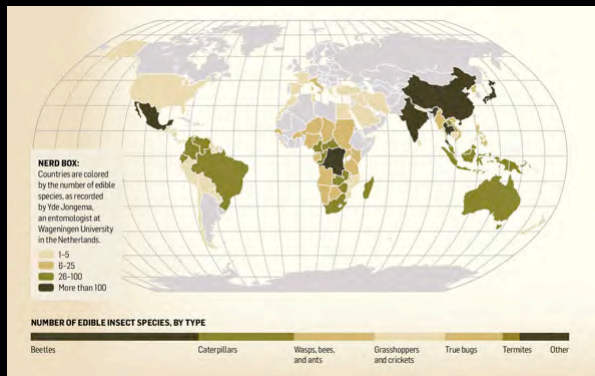 NERD BOX:
Countries are colored
by the number of edible
species, as recorded
by Yde Jongema,
an entomologist at
Wageningen University
in the Netherlands.
1–5
6–25
26–100
More than 100
NUMBER OF EDIBLE INSECT SPECIES, BY TYPE
Beetles
Caterpillars
Wasps, bees,
and ants
Grasshoppers
and crickets
True bugs
Termites
Other